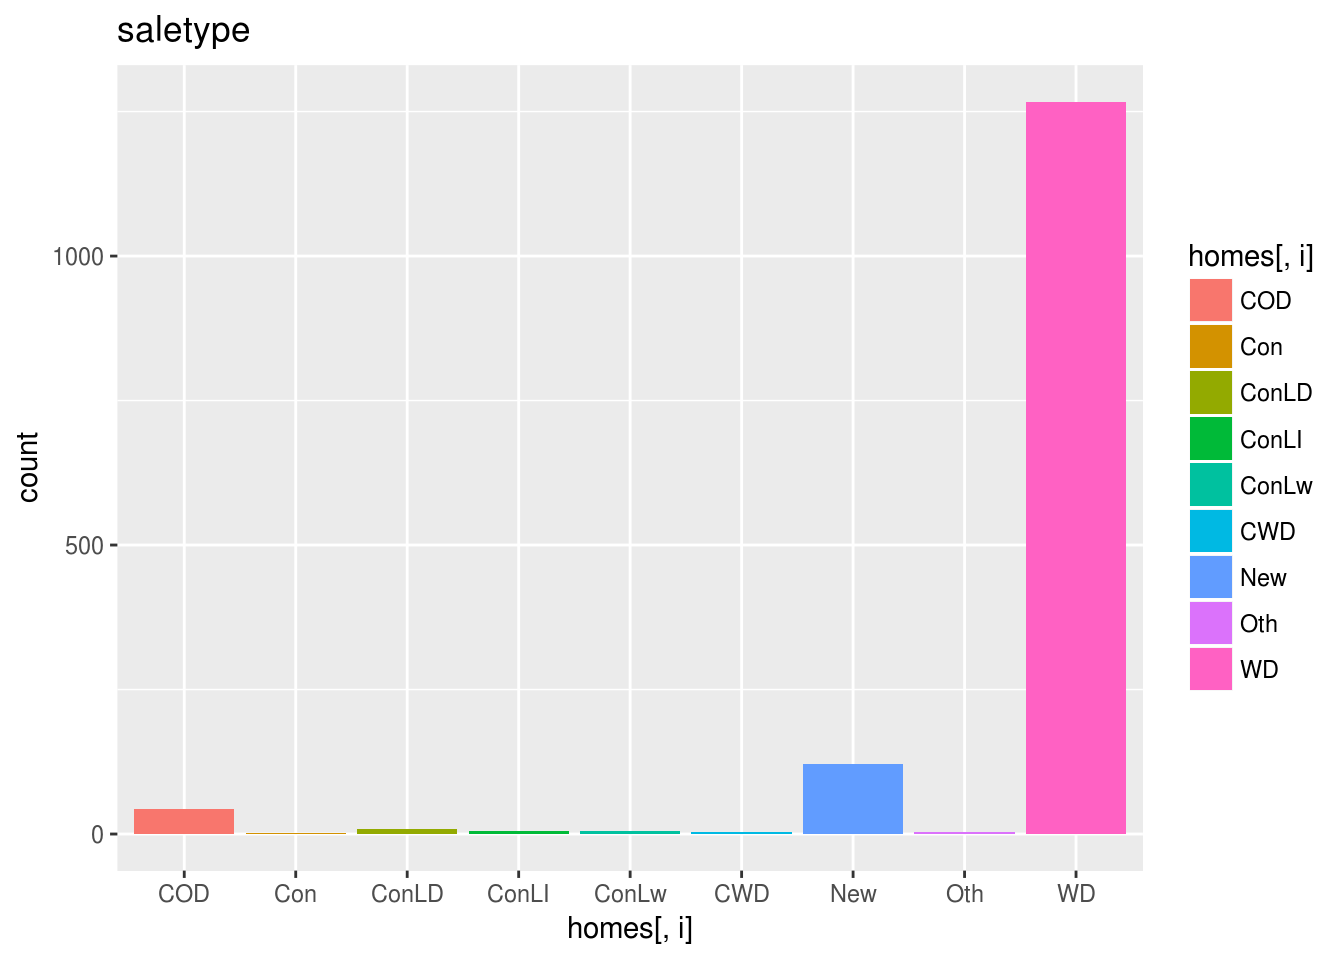 saletype
count
1000
500
0
COD Con ConLD ConLI ConLw CWD New Oth WD
homes[, i]
homes[, i]
COD
Con
ConLD
ConLI
ConLw
CWD
New
Oth
WD